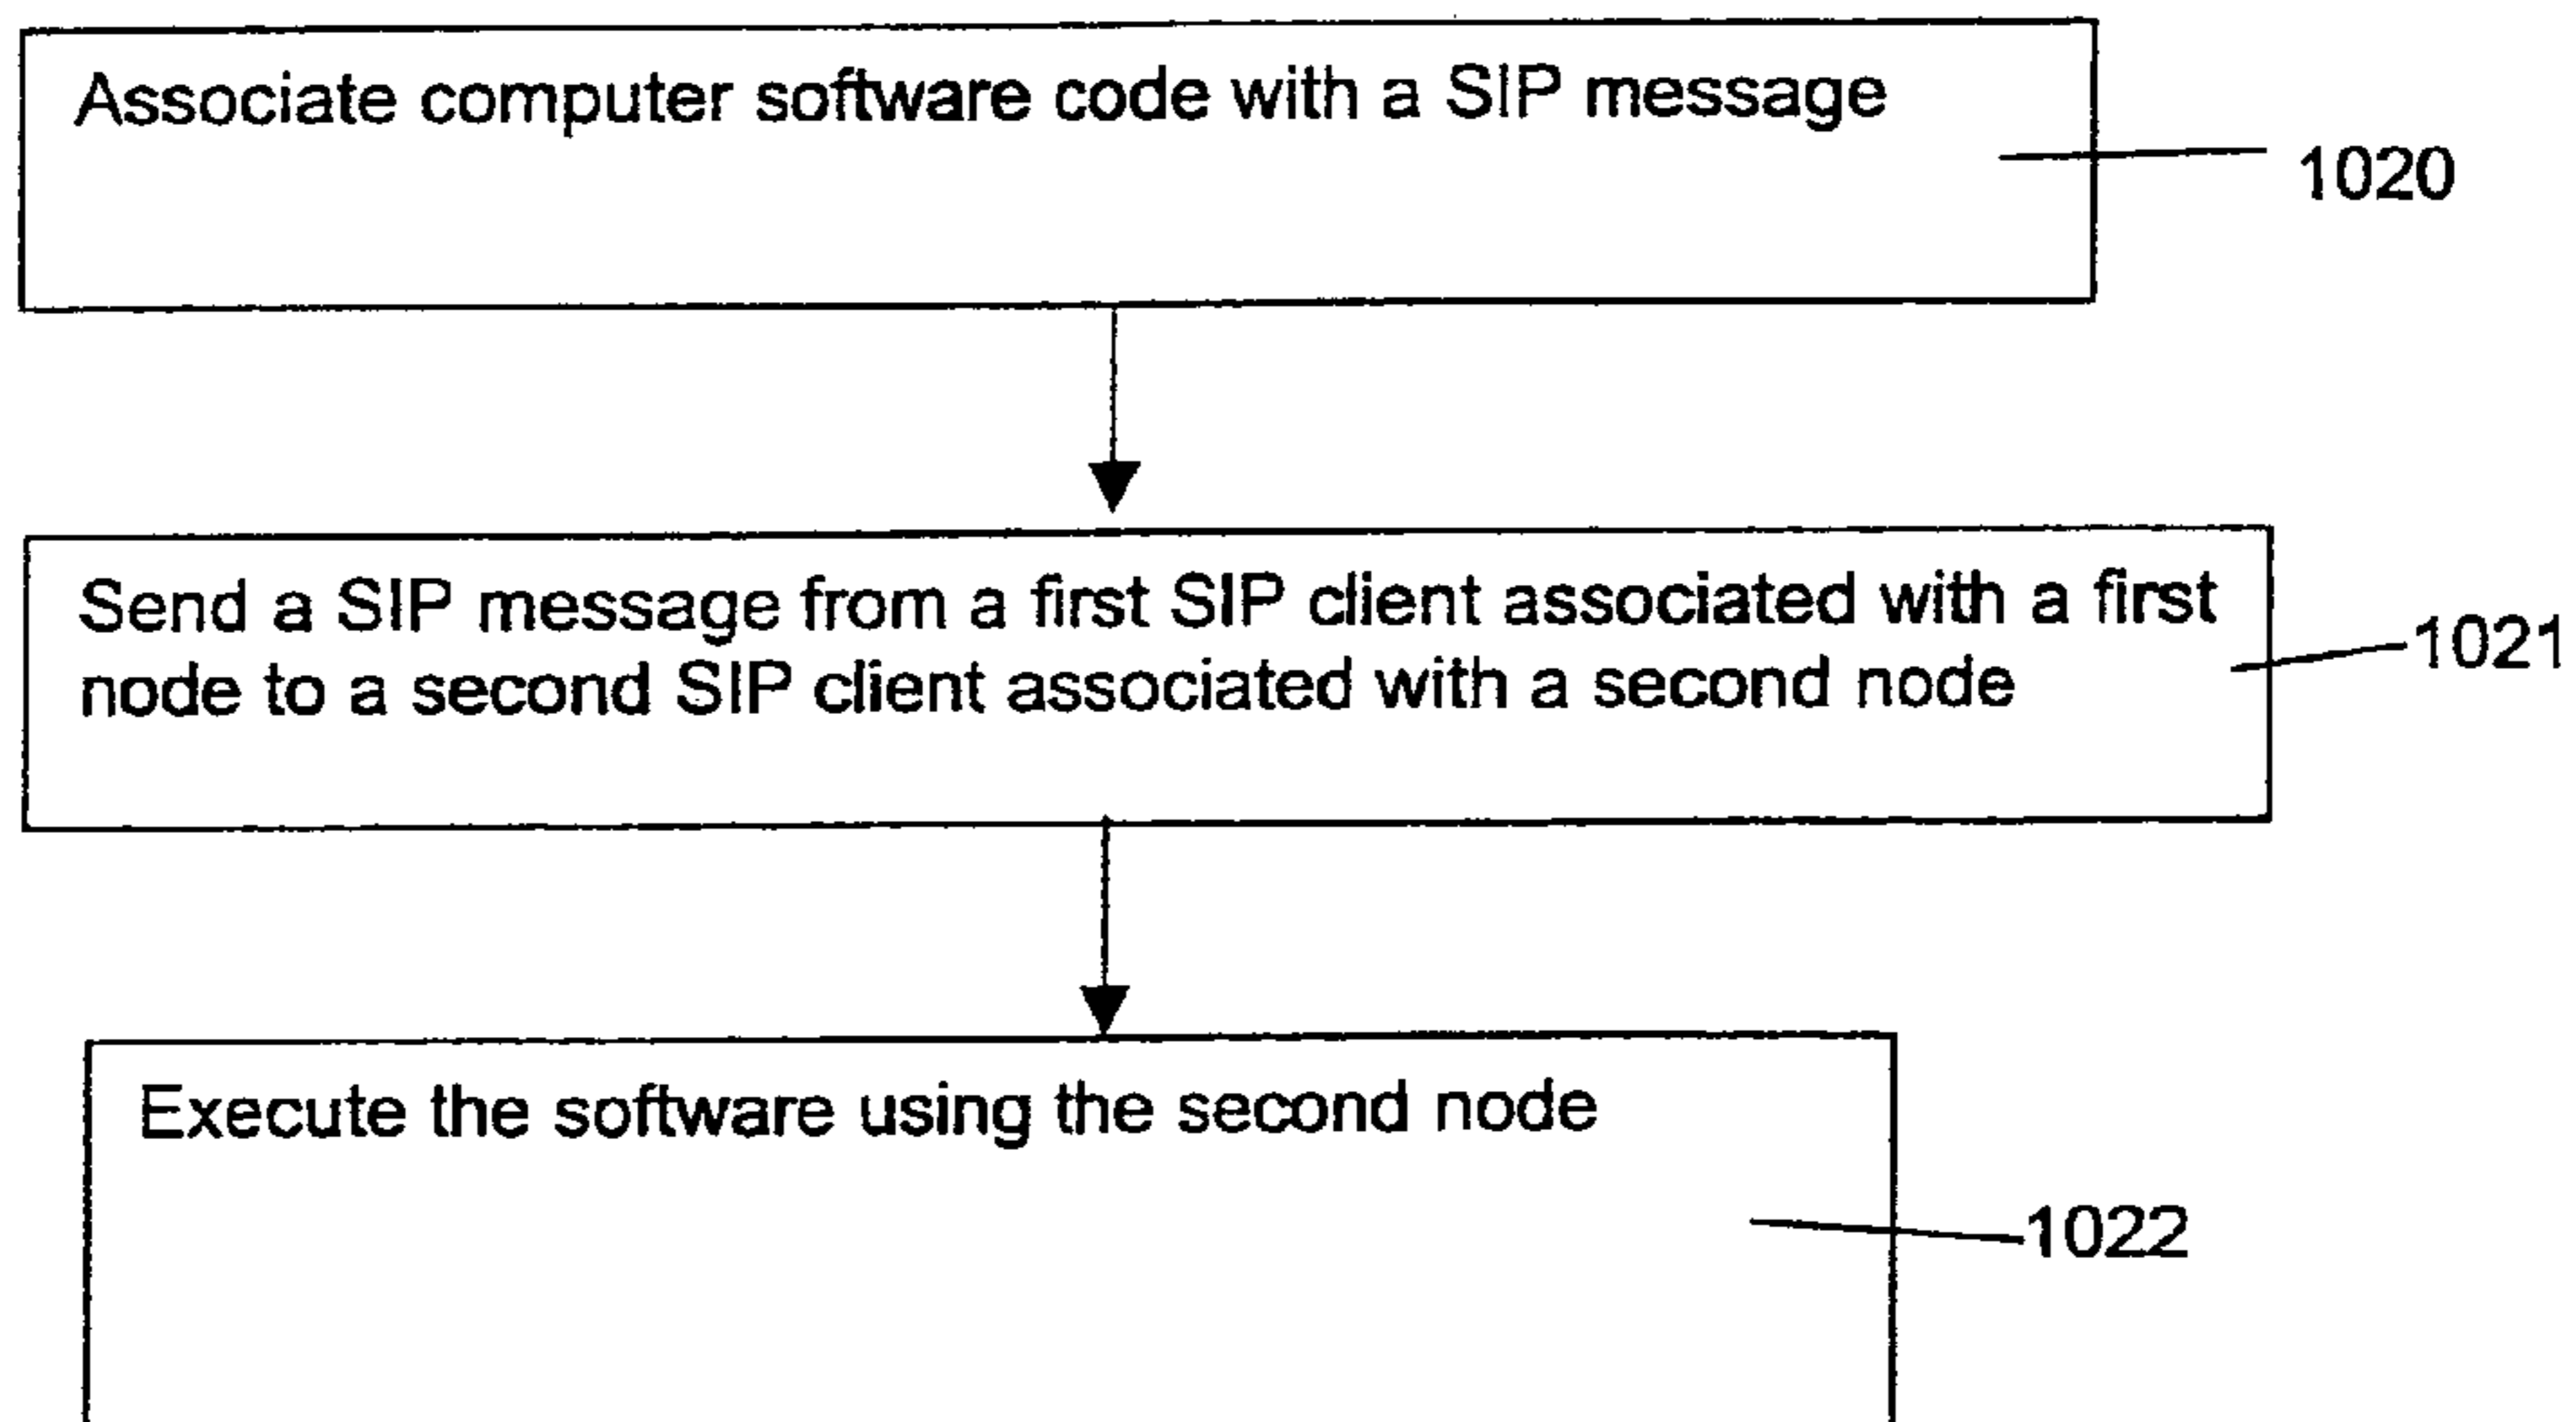 Associate computer software code with a SIP message
1020
Send a SIP message from a first SIP client associated with a first
node to a second SIP client associated with a second node
1021
Execute the software using the second node
1022